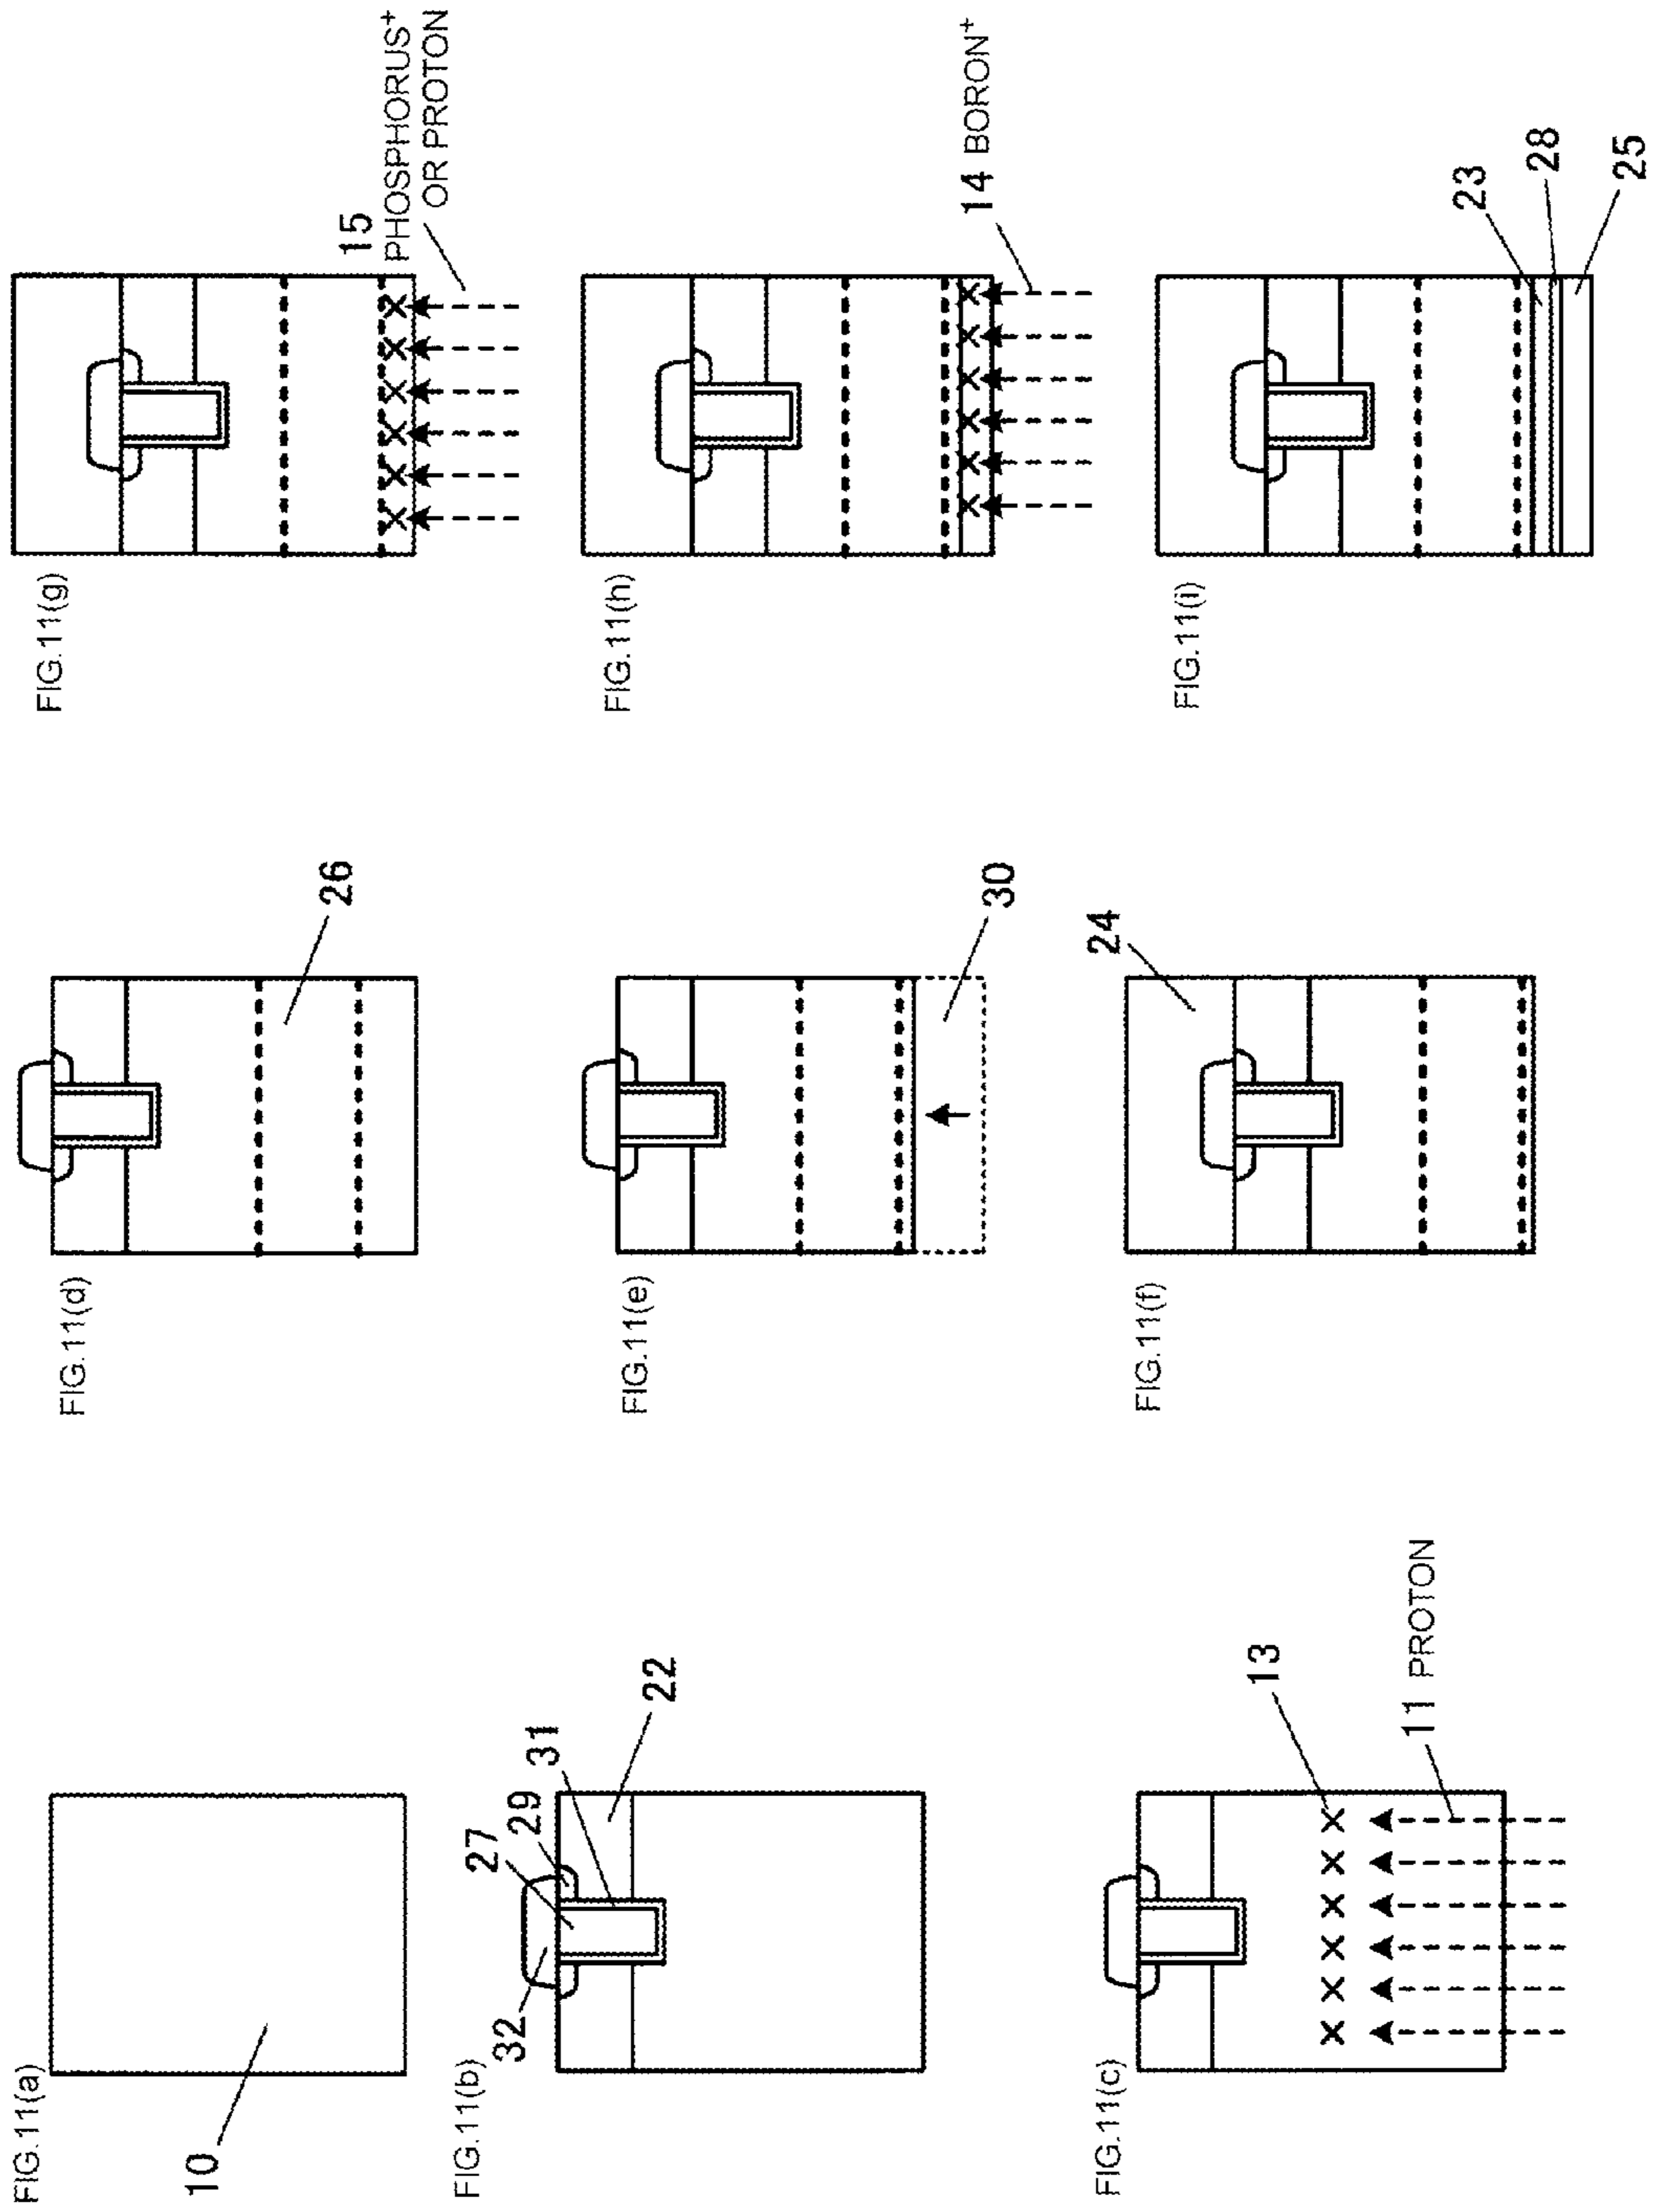 FIG.11(a)
10
FIG.11(b)
32
27
29
31
22
FIG.11(c)
13
11 PROTON
FIG.11(d)
26
FIG.11(e)
30
FIG.11(f)
24
FIG.11(g)
15
PHOSPHORUS+
OR PROTON
FIG.11(h)
14 BORON+
FIG.11(i)
23
28
25